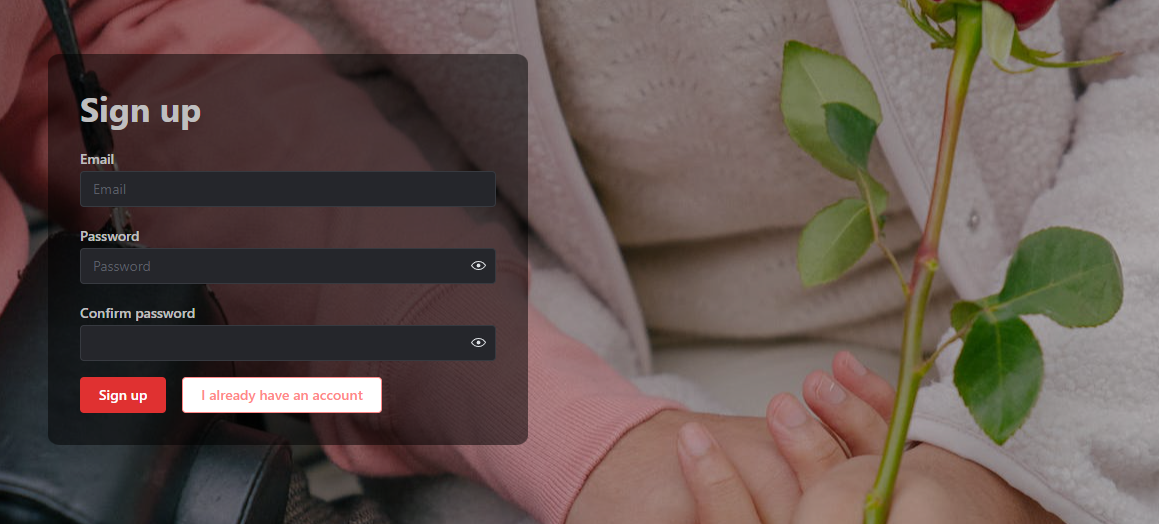 Sign up
Email
Email
Password
Password
Confirm password
Sign up
I already have an account